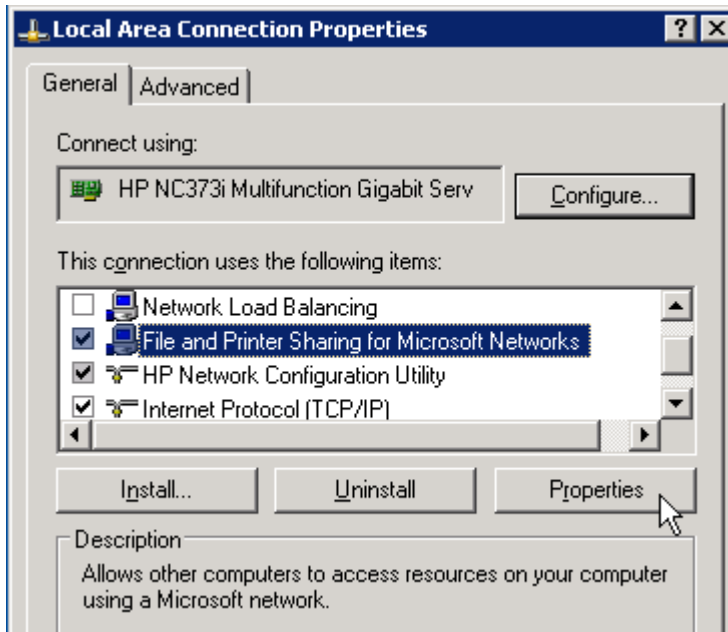 Local Area Connection Properties
General
Advanced
Connect using:
HP NC373i Multifunction Gigabit Serv
Configure...
This connection uses the following items:
Network Load Balancing
File and Printer Sharing for Microsoft Networks
HP Network Configuration Utility
Internet Protocol (TCP/IP)
Install...
Uninstall
Properties
Description
Allows other computers to access resources on your computer
using a Microsoft network.